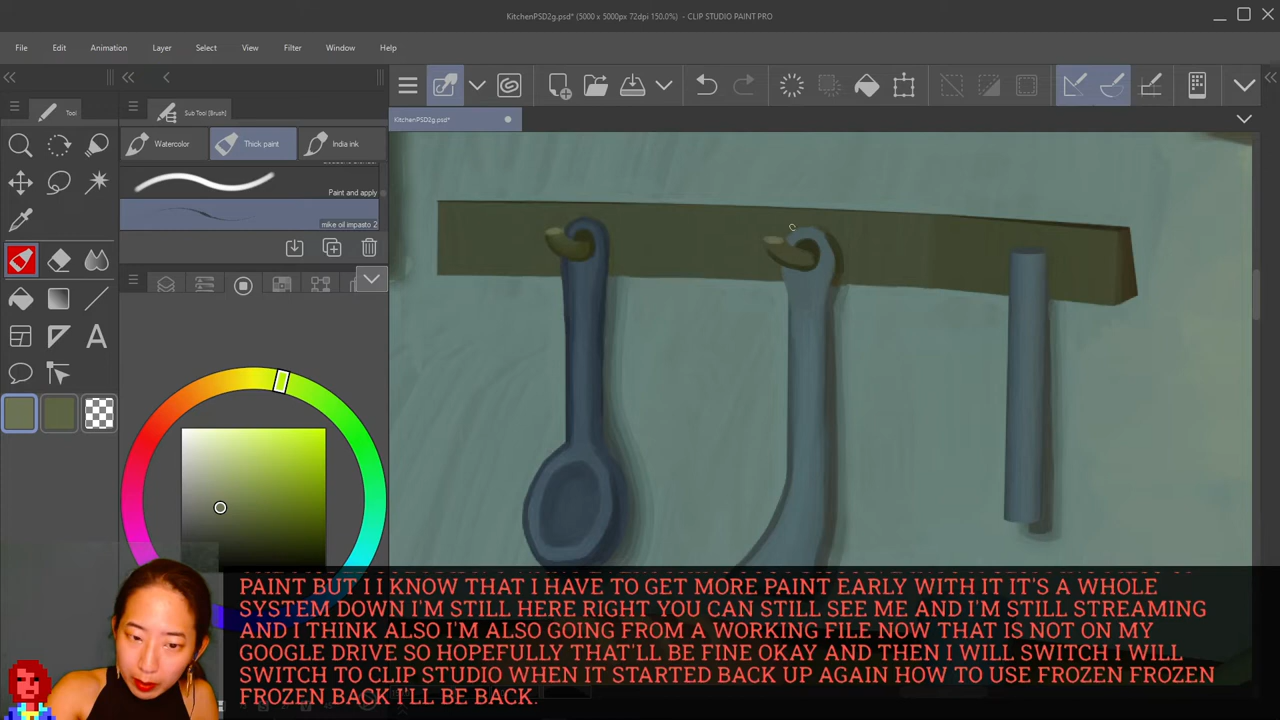 KitchenPSD2g.psd* (5000 x 5000px 72dpi 150.0%) - CLIP STUDIO PAINT PRO
File Edit Animation Layer Select View Filter Window Help
Tool
Sub Tool [Brush]
KitchenPSD2g.psd*
Watercolor Thick paint India ink
Paint and apply
mike oil impasto 2
PAINT BUT I I KNOW THAT I HAVE TO GET MORE PAINT EARLY WITH IT IT'S A WHOLE
SYSTEM DOWN I'M STILL HERE RIGHT YOU CAN STILL SEE ME AND I'M STILL STREAMING
AND I THINK ALSO I'M ALSO GOING FROM A WORKING FILE NOW THAT IS NOT ON MY
GOOGLE DRIVE SO HOPEFULLY THAT'LL BE FINE OKAY AND THEN I WILL SWITCH I WILL
SWITCH TO CLIP STUDIO WHEN IT STARTED BACK UP AGAIN HOW TO USE FROZEN FROZEN
FROZEN BACK I'LL BE BACK.